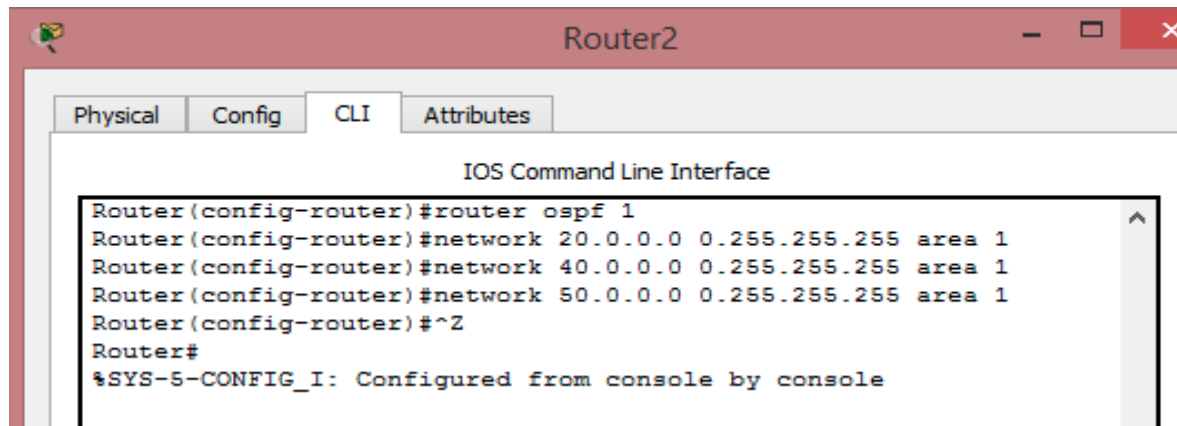 Router2
Physical Config CLI Attributes
IOS Command Line Interface
Router(config-router)#router ospf 1
Router(config-router)#network 20.0.0.0 0.255.255.255 area 1
Router(config-router)#network 40.0.0.0 0.255.255.255 area 1
Router(config-router)#network 50.0.0.0 0.255.255.255 area 1
Router(config-router)#^Z
Router#
%SYS-5-CONFIG_I: Configured from console by console